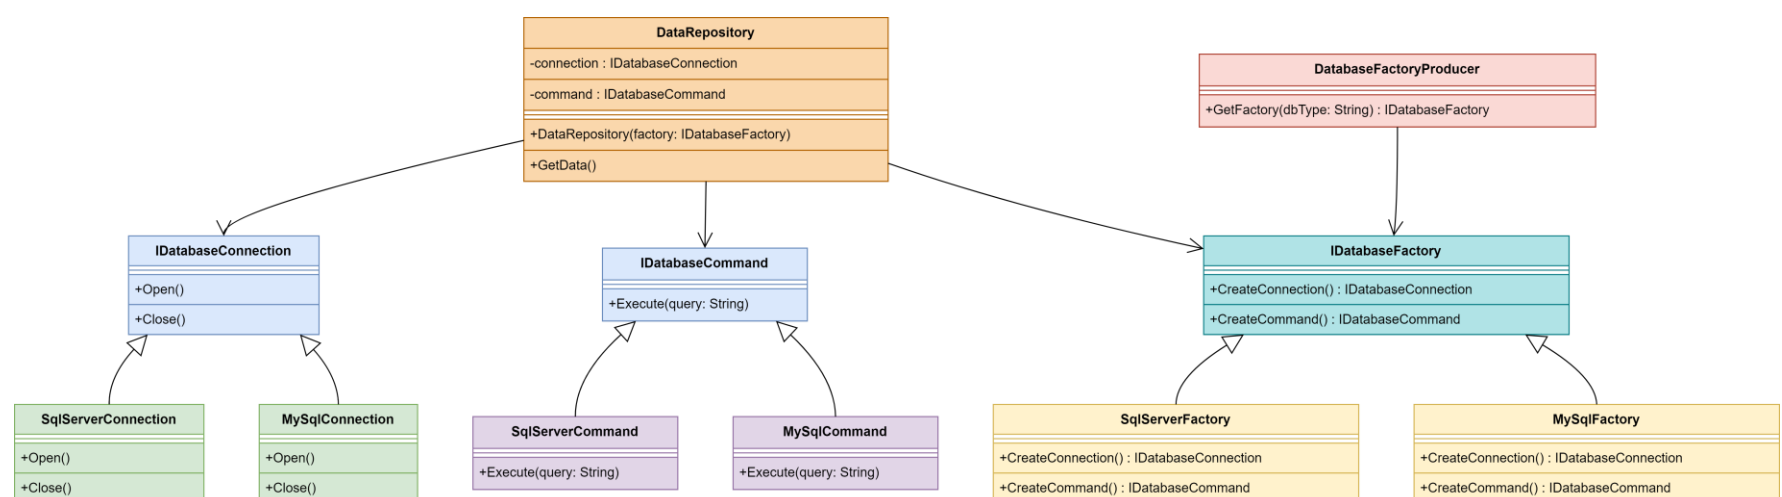 DataRepository
-connection : IDatabaseConnection
-command : IDatabaseCommand
+DataRepository(factory: IDatabaseFactory)
+GetData()
DatabaseFactoryProducer
+GetFactory(dbType: String) : IDatabaseFactory
IDatabaseConnection
+Open()
+Close()
IDatabaseCommand
+Execute(query: String)
IDatabaseFactory
+CreateConnection() : IDatabaseConnection
+CreateCommand() : IDatabaseCommand
SqlServerConnection
+Open()
+Close()
MySqlConnection
+Open()
+Close()
SqlServerCommand
+Execute(query: String)
MySqlCommand
+Execute(query: String)
SqlServerFactory
+CreateConnection() : IDatabaseConnection
+CreateCommand() : IDatabaseCommand
MySqlFactory
+CreateConnection() : IDatabaseConnection
+CreateCommand() : IDatabaseCommand